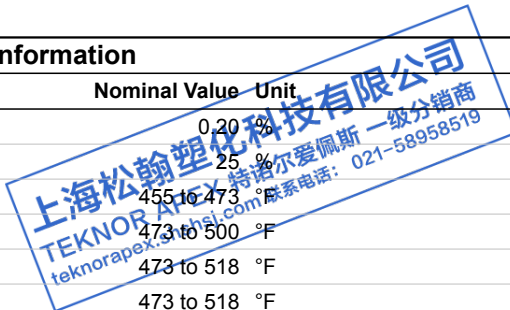 nformation
Nominal Value Unit
0.20 %
25 %
455 to 473 °F
473 to 500 °F
473 to 518 °F
473 to 518 °F
上海松翰塑化科技有限公司
TEKNOR APEX 特诺尔爱佩斯 一级分销商
teknorapex.shshsj.com 联系电话: 021-58958519